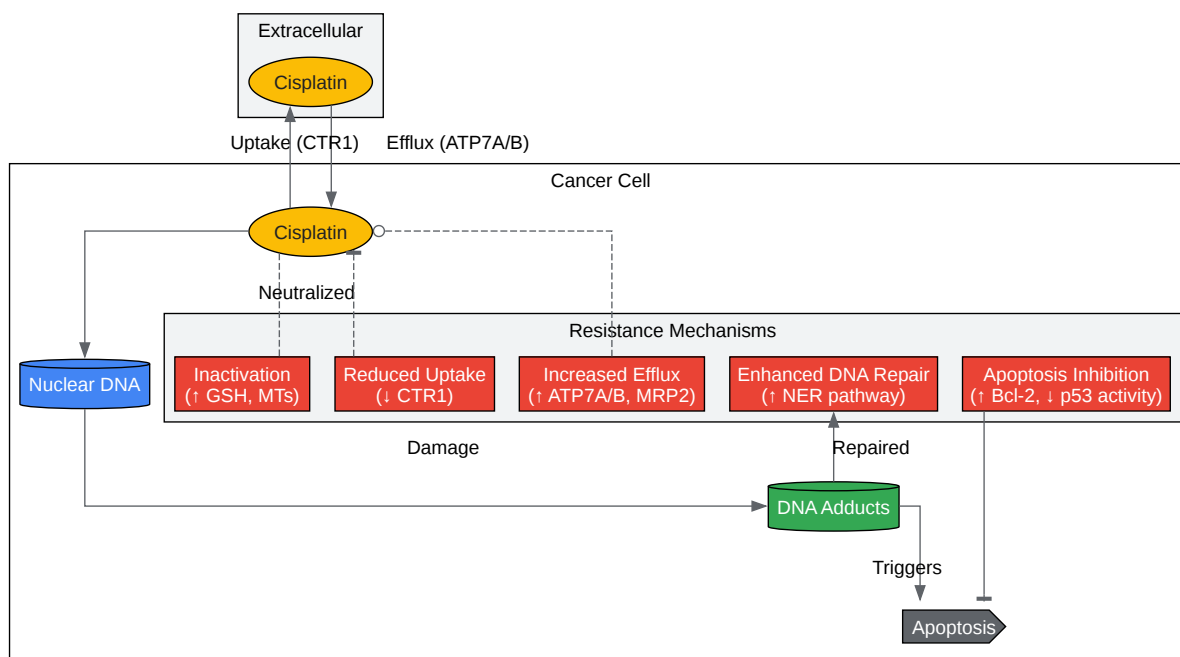 Extracellular
Cisplatin
Uptake (CTR1)
Efflux (ATP7A/B)
Cancer Cell
Cisplatin
Neutralized
Resistance Mechanisms
Nuclear DNA
Inactivation
(↑ GSH, MTs)
Reduced Uptake
(↓ CTR1)
Increased Efflux
(↑ ATP7A/B, MRP2)
Enhanced DNA Repair
(↑ NER pathway)
Apoptosis Inhibition
(↑ Bcl-2, ↓ p53 activity)
Damage
Repaired
DNA Adducts
Triggers
Apoptosis